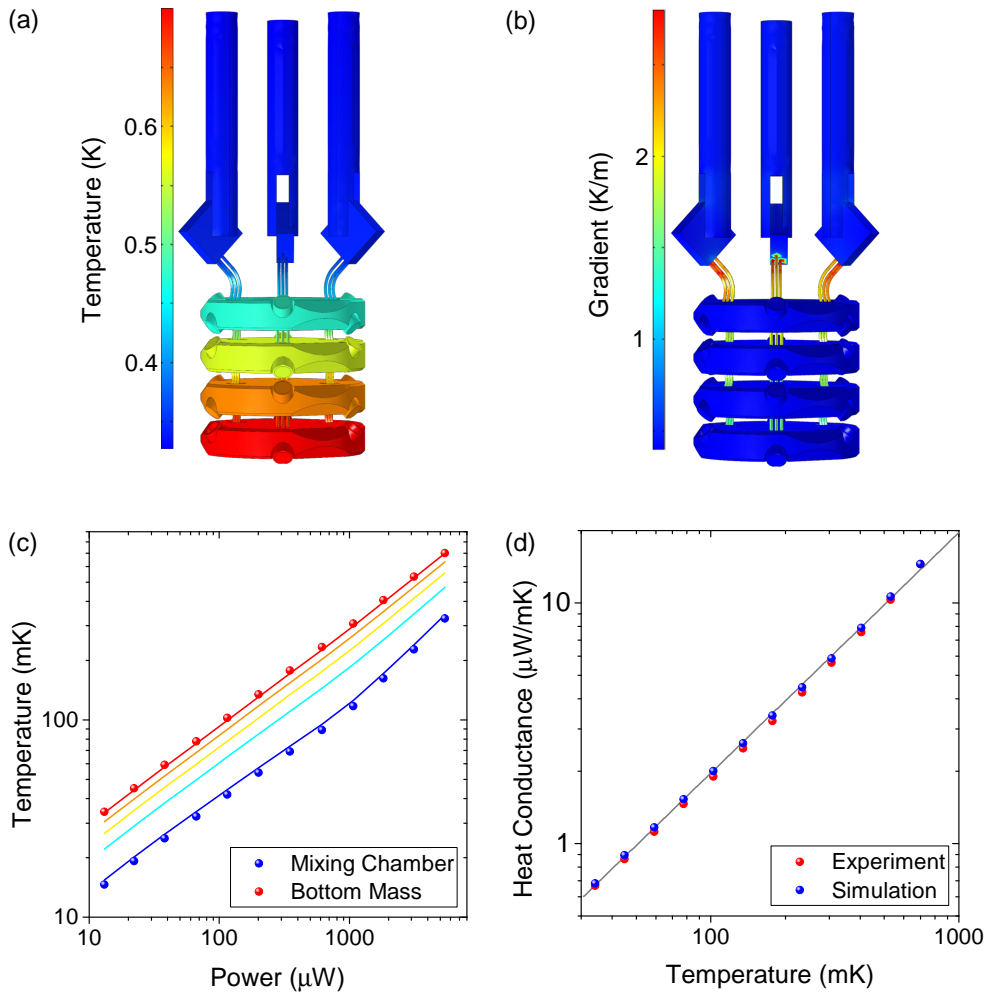 (a)
Temperature (K)
0.6
0.5
0.4
(b)
Gradient (K/m)
2
1
(c)
Temperature (mK)
100
10
10
100
1000
Power (μW)
Mixing Chamber
Bottom Mass
(d)
Heat Conductance (μW/mK)
10
1
100
1000
Temperature (mK)
Experiment
Simulation